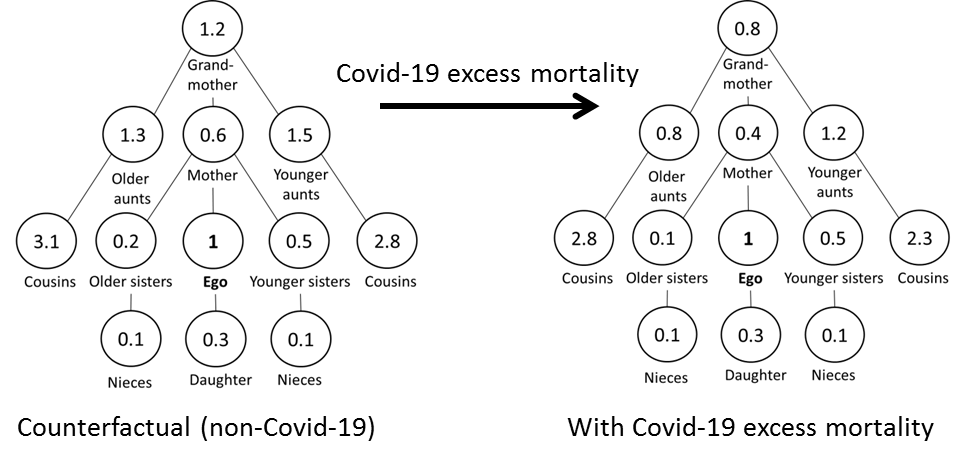 1.2
Grand-
mother
1.3
0.6
1.5
Older
aunts
Mother
Younger
aunts
3.1
0.2
1
0.5
2.8
Cousins
Older sisters
Ego
Younger sisters
Cousins
0.1
0.3
0.1
Nieces
Daughter
Nieces
Counterfactual (non-Covid-19)
Covid-19 excess mortality
0.8
Grand-
mother
0.8
0.4
1.2
Older
aunts
Mother
Younger
aunts
2.8
0.1
1
0.5
2.3
Cousins
Older sisters
Ego
Younger sisters
Cousins
0.1
0.3
0.1
Nieces
Daughter
Nieces
With Covid-19 excess mortality